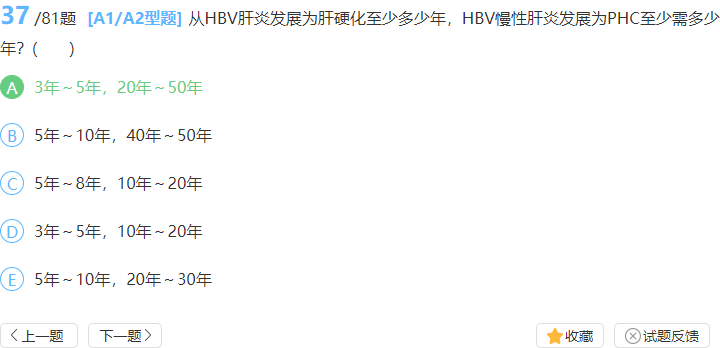 37/81题 [A1/A2型题] 从HBV肝炎发展为肝硬化至少多少年，HBV慢性肝炎发展为PHC至少需多少
年?( )
A 3年～5年，20年～50年
B 5年～10年，40年～50年
C 5年～8年，10年～20年
D 3年～5年，10年～20年
E 5年～10年，20年～30年
上一题 下一题 收藏 试题反馈